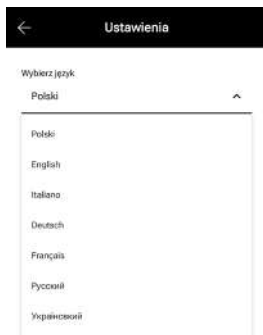 Ustawienia
Wybierz język
Polski
Polski
English
Italiano
Deutsch
Français
Русский
Український